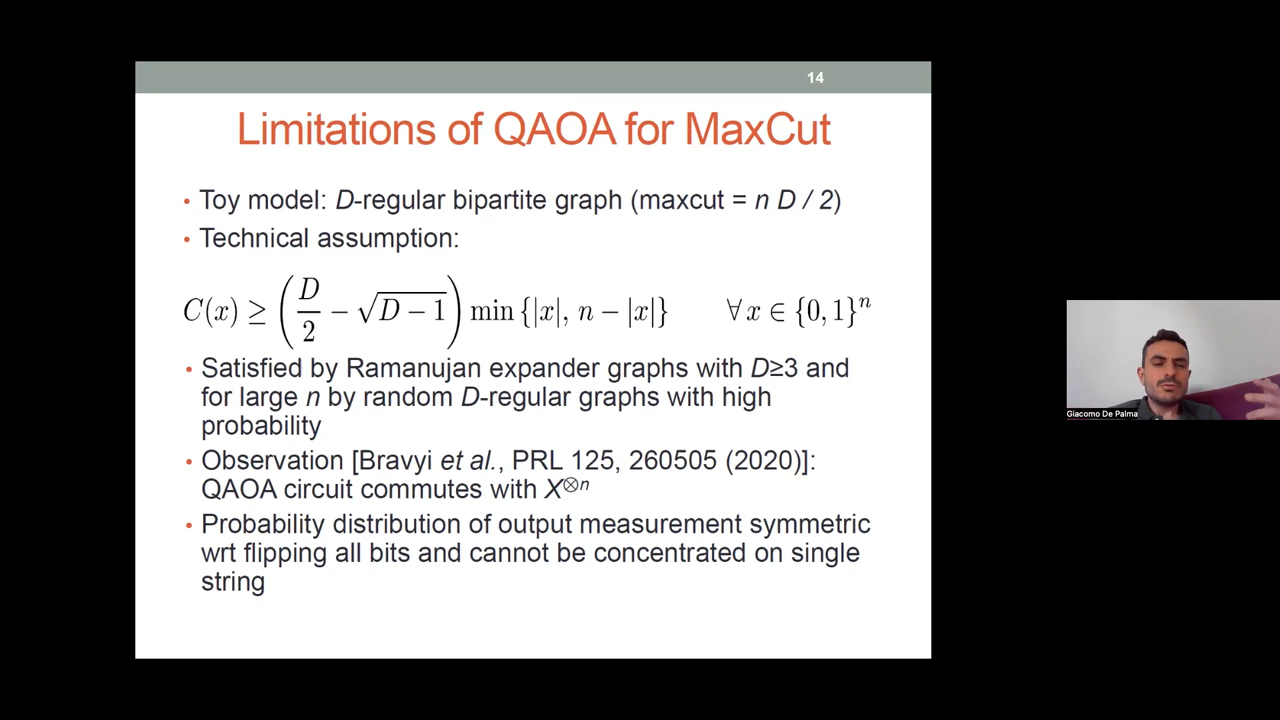 14
Limitations of QAOA for MaxCut
• Toy model: D-regular bipartite graph (maxcut = n D / 2)
• Technical assumption:
C(x) ≥ (D/2 − √(D − 1)) min {|x|, n − |x|} ∀ x ∈ {0, 1}ⁿ
• Satisfied by Ramanujan expander graphs with D≥3 and
for large n by random D-regular graphs with high
probability
• Observation [Bravyi et al., PRL 125, 260505 (2020)]:
QAOA circuit commutes with X^⊗n
• Probability distribution of output measurement symmetric
wrt flipping all bits and cannot be concentrated on single
string
Giacomo De Palma